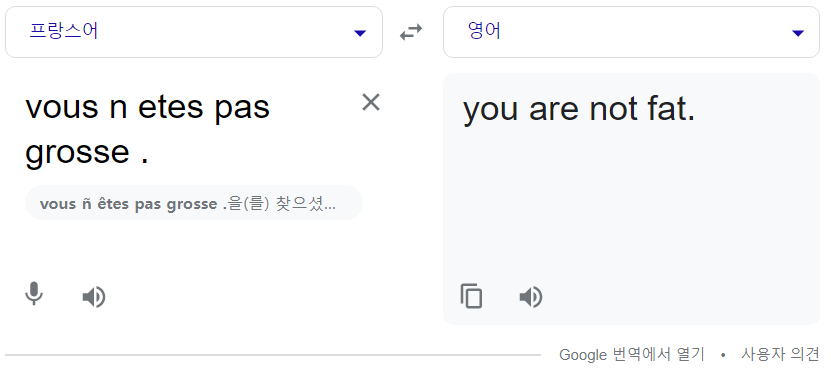 프랑스어
영어
vous n etes pas
grosse .
vous ñ êtes pas grosse .을(를) 찾으셨...
you are not fat.
Google 번역에서 열기 • 사용자 의견